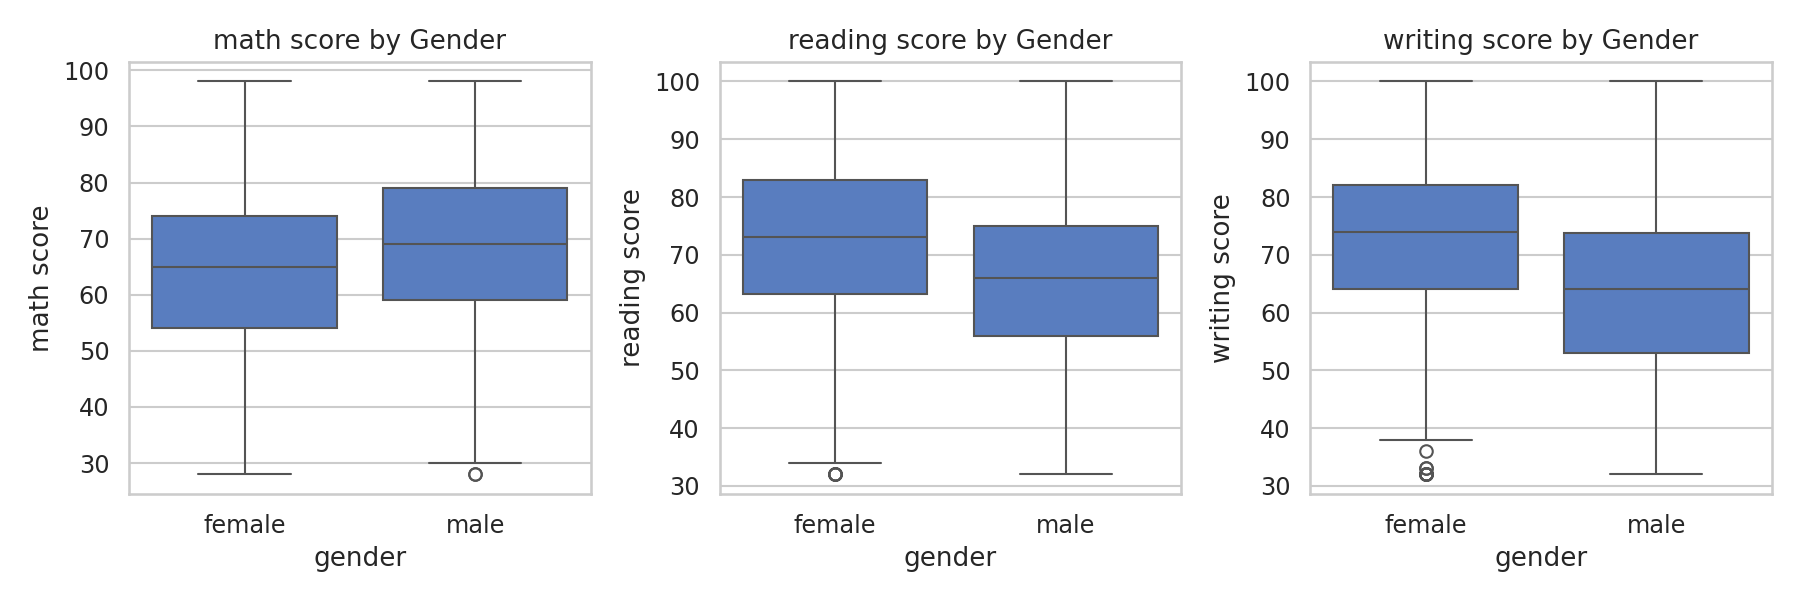 math score by Gender
100
90
80
70
60
50
40
30
math score
female
male
gender
reading score by Gender
100
90
80
70
60
50
40
30
reading score
female
male
gender
writing score by Gender
100
90
80
70
60
50
40
30
writing score
female
male
gender